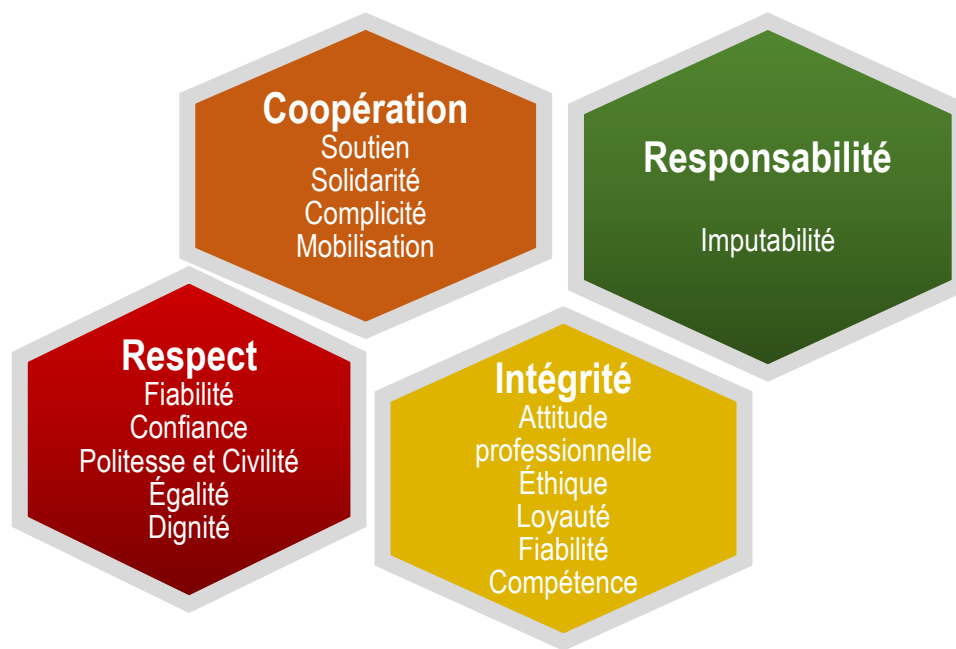 Coopération
Soutien
Solidarité
Complicité
Mobilisation
Responsabilité
Imputabilité
Respect
Fiabilité
Confiance
Politesse et Civilité
Égalité
Dignité
Intégrité
Attitude
professionnelle
Éthique
Loyauté
Fiabilité
Compétence